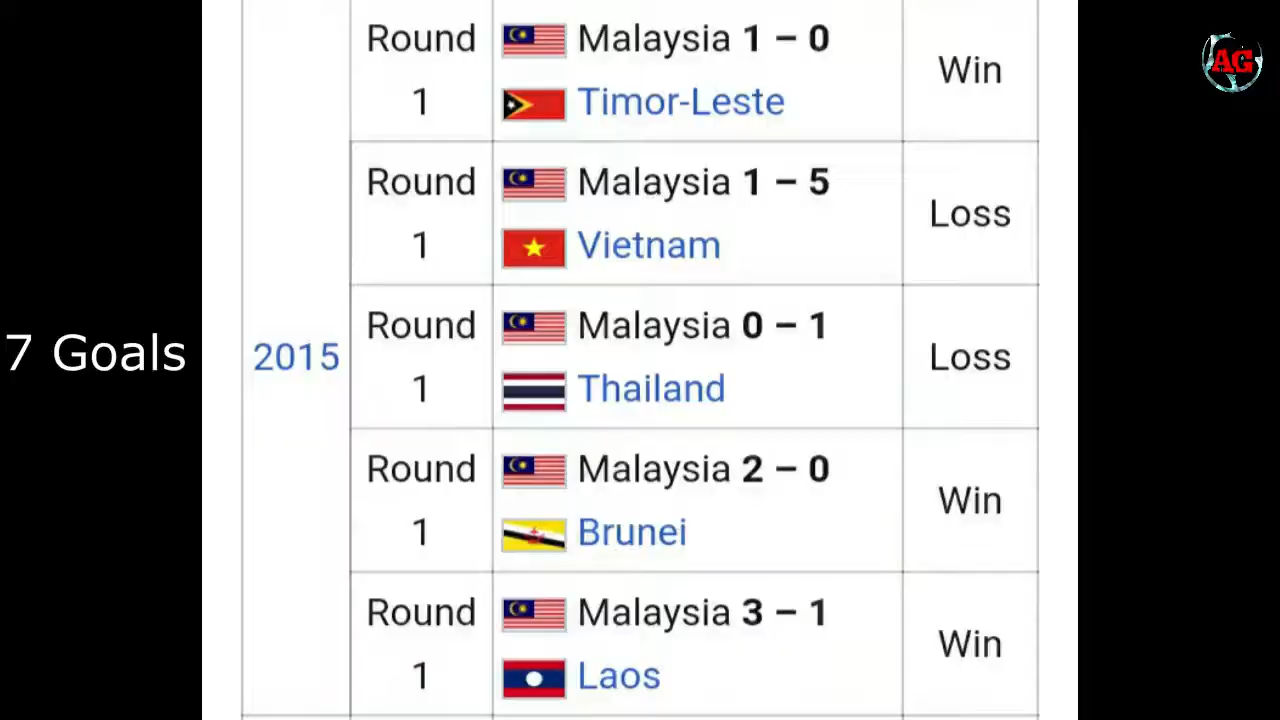 Round
1
Malaysia 1 – 0
Timor-Leste
Win
Round
1
Malaysia 1 – 5
Vietnam
Loss
7 Goals
2015
Round
1
Malaysia 0 – 1
Thailand
Loss
Round
1
Malaysia 2 – 0
Brunei
Win
Round
1
Malaysia 3 – 1
Laos
Win
AG